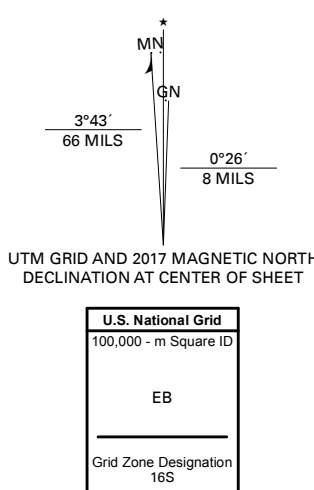 MN
GN
3°43´
66 MILS
0°26´
8 MILS
UTM GRID AND 2017 MAGNETIC NORTH
DECLINATION AT CENTER OF SHEET
U.S. National Grid
100,000 - m Square ID
EB
Grid Zone Designation
16S